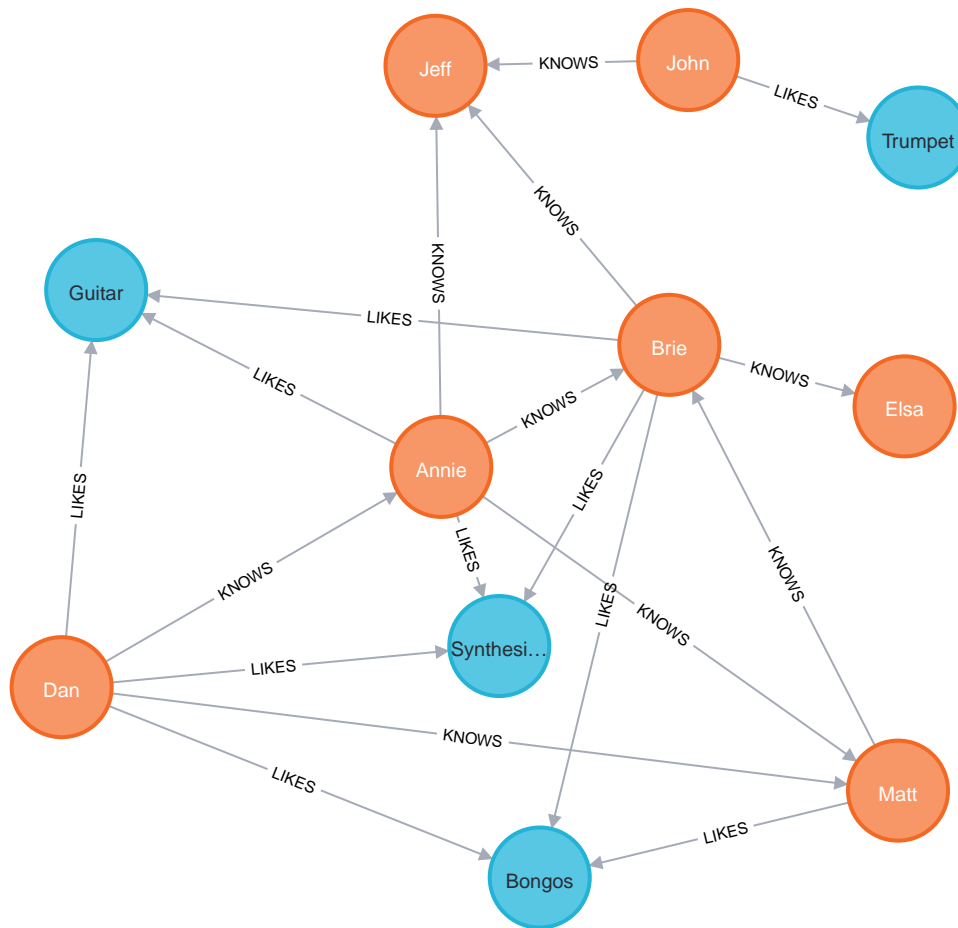 Jeff
KNOWS
John
LIKES
Trumpet
KNOWS
KNOWS
Guitar
LIKES
Brie
KNOWS
Elsa
LIKES
KNOWS
Annie
LIKES
LIKES
LIKES
KNOWS
KNOWS
LIKES
KNOWS
Synthesi...
Dan
LIKES
KNOWS
LIKES
Matt
LIKES
Bongos